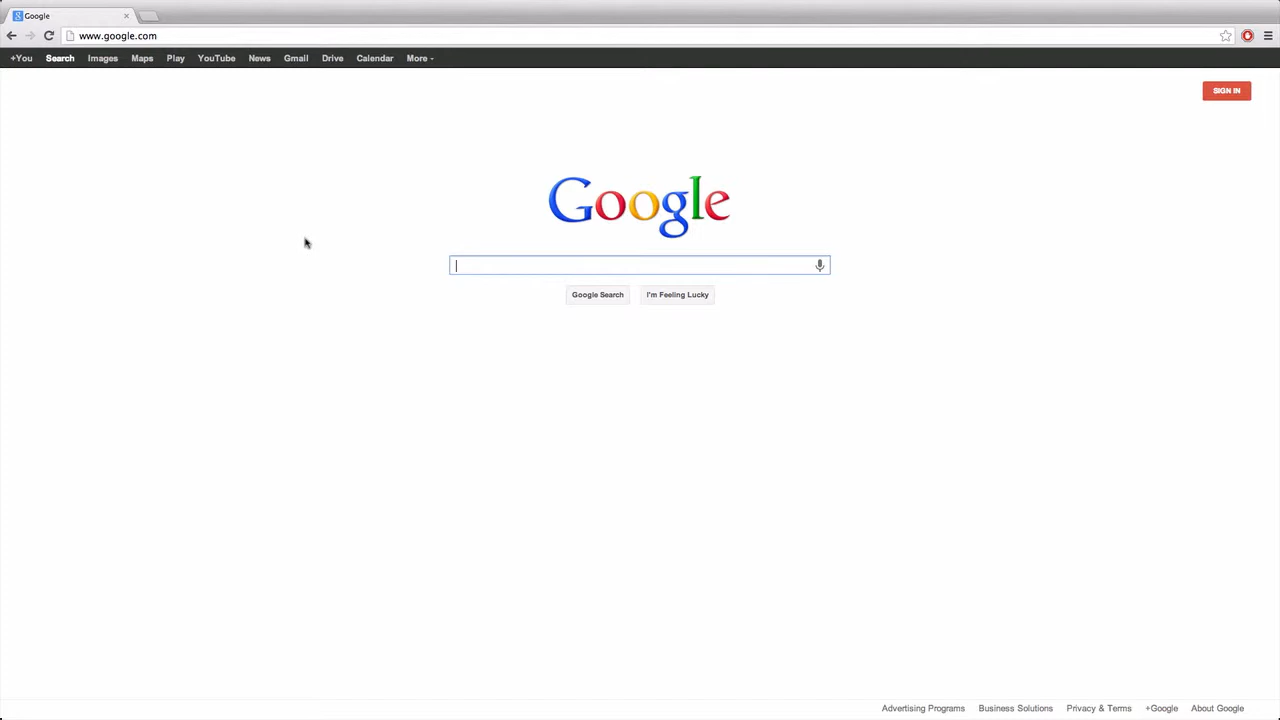 Google
www.google.com
+You Search Images Maps Play YouTube News Gmail Drive Calendar More
SIGN IN
Google
Google Search I'm Feeling Lucky
Advertising Programs Business Solutions Privacy & Terms +Google About Google